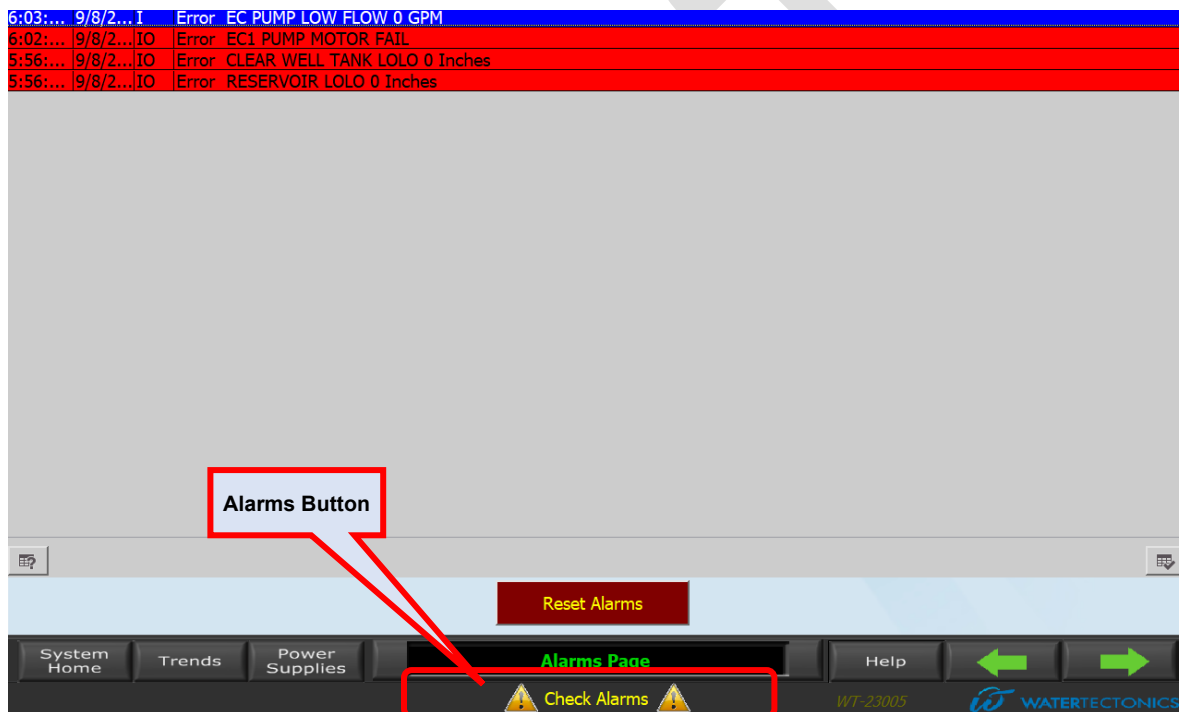 6:03:... 9/8/2... I Error EC PUMP LOW FLOW 0 GPM
6:02:... 9/8/2... IO Error EC1 PUMP MOTOR FAIL
5:56:... 9/8/2... IO Error CLEAR WELL TANK LOLO 0 Inches
5:56:... 9/8/2... IO Error RESERVOIR LOLO 0 Inches
Alarms Button
Reset Alarms
System Home Trends Power Supplies Alarms Page Help
Check Alarms WT-23005 WATERTECTONICS